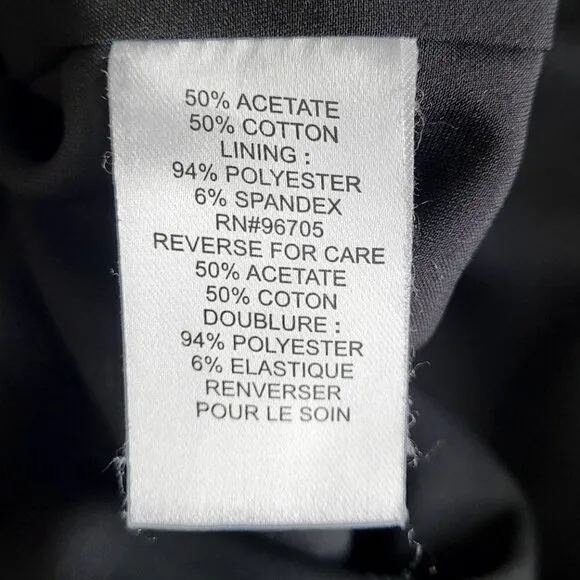 50% ACETATE
50% COTTON
LINING :
94% POLYESTER
6% SPANDEX
RN#96705
REVERSE FOR CARE
50% ACETATE
50% COTON
DOUBLURE :
94% POLYESTER
6% ELASTIQUE
RENVERSER
POUR LE SOIN